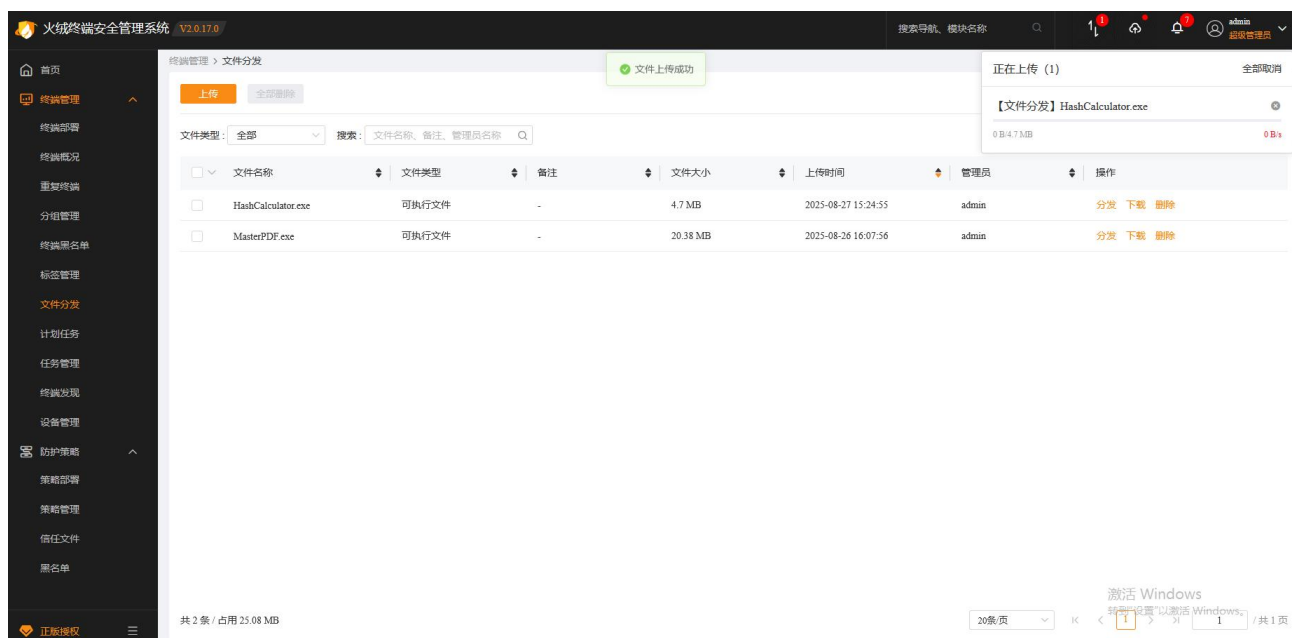 火绒终端安全管理系统 V2.0.17.0 搜索导航、模块名称 1 7 admin
超级管理员
首页
终端管理
终端部署
终端概况
重复终端
分组管理
终端黑名单
标签管理
文件分发
计划任务
任务管理
终端发现
设备管理
防护策略
策略部署
策略管理
信任文件
黑名单
正版授权
终端管理 > 文件分发
文件上传成功
正在上传 (1) 全部取消
【文件分发】HashCalculator.exe
0 B/4.7 MB 0 B/s
上传 全部删除
文件类型: 全部 搜索: 文件名称、备注、管理员名称
文件名称 文件类型 备注 文件大小 上传时间 管理员 操作
HashCalculator.exe 可执行文件 - 4.7 MB 2025-08-27 15:24:55 admin 分发 下载 删除
MasterPDF.exe 可执行文件 - 20.38 MB 2025-08-26 16:07:56 admin 分发 下载 删除
激活 Windows
转到"设置"以激活 Windows。
共 2 条 / 占用 25.08 MB 20条/页 1 1 / 共 1 页